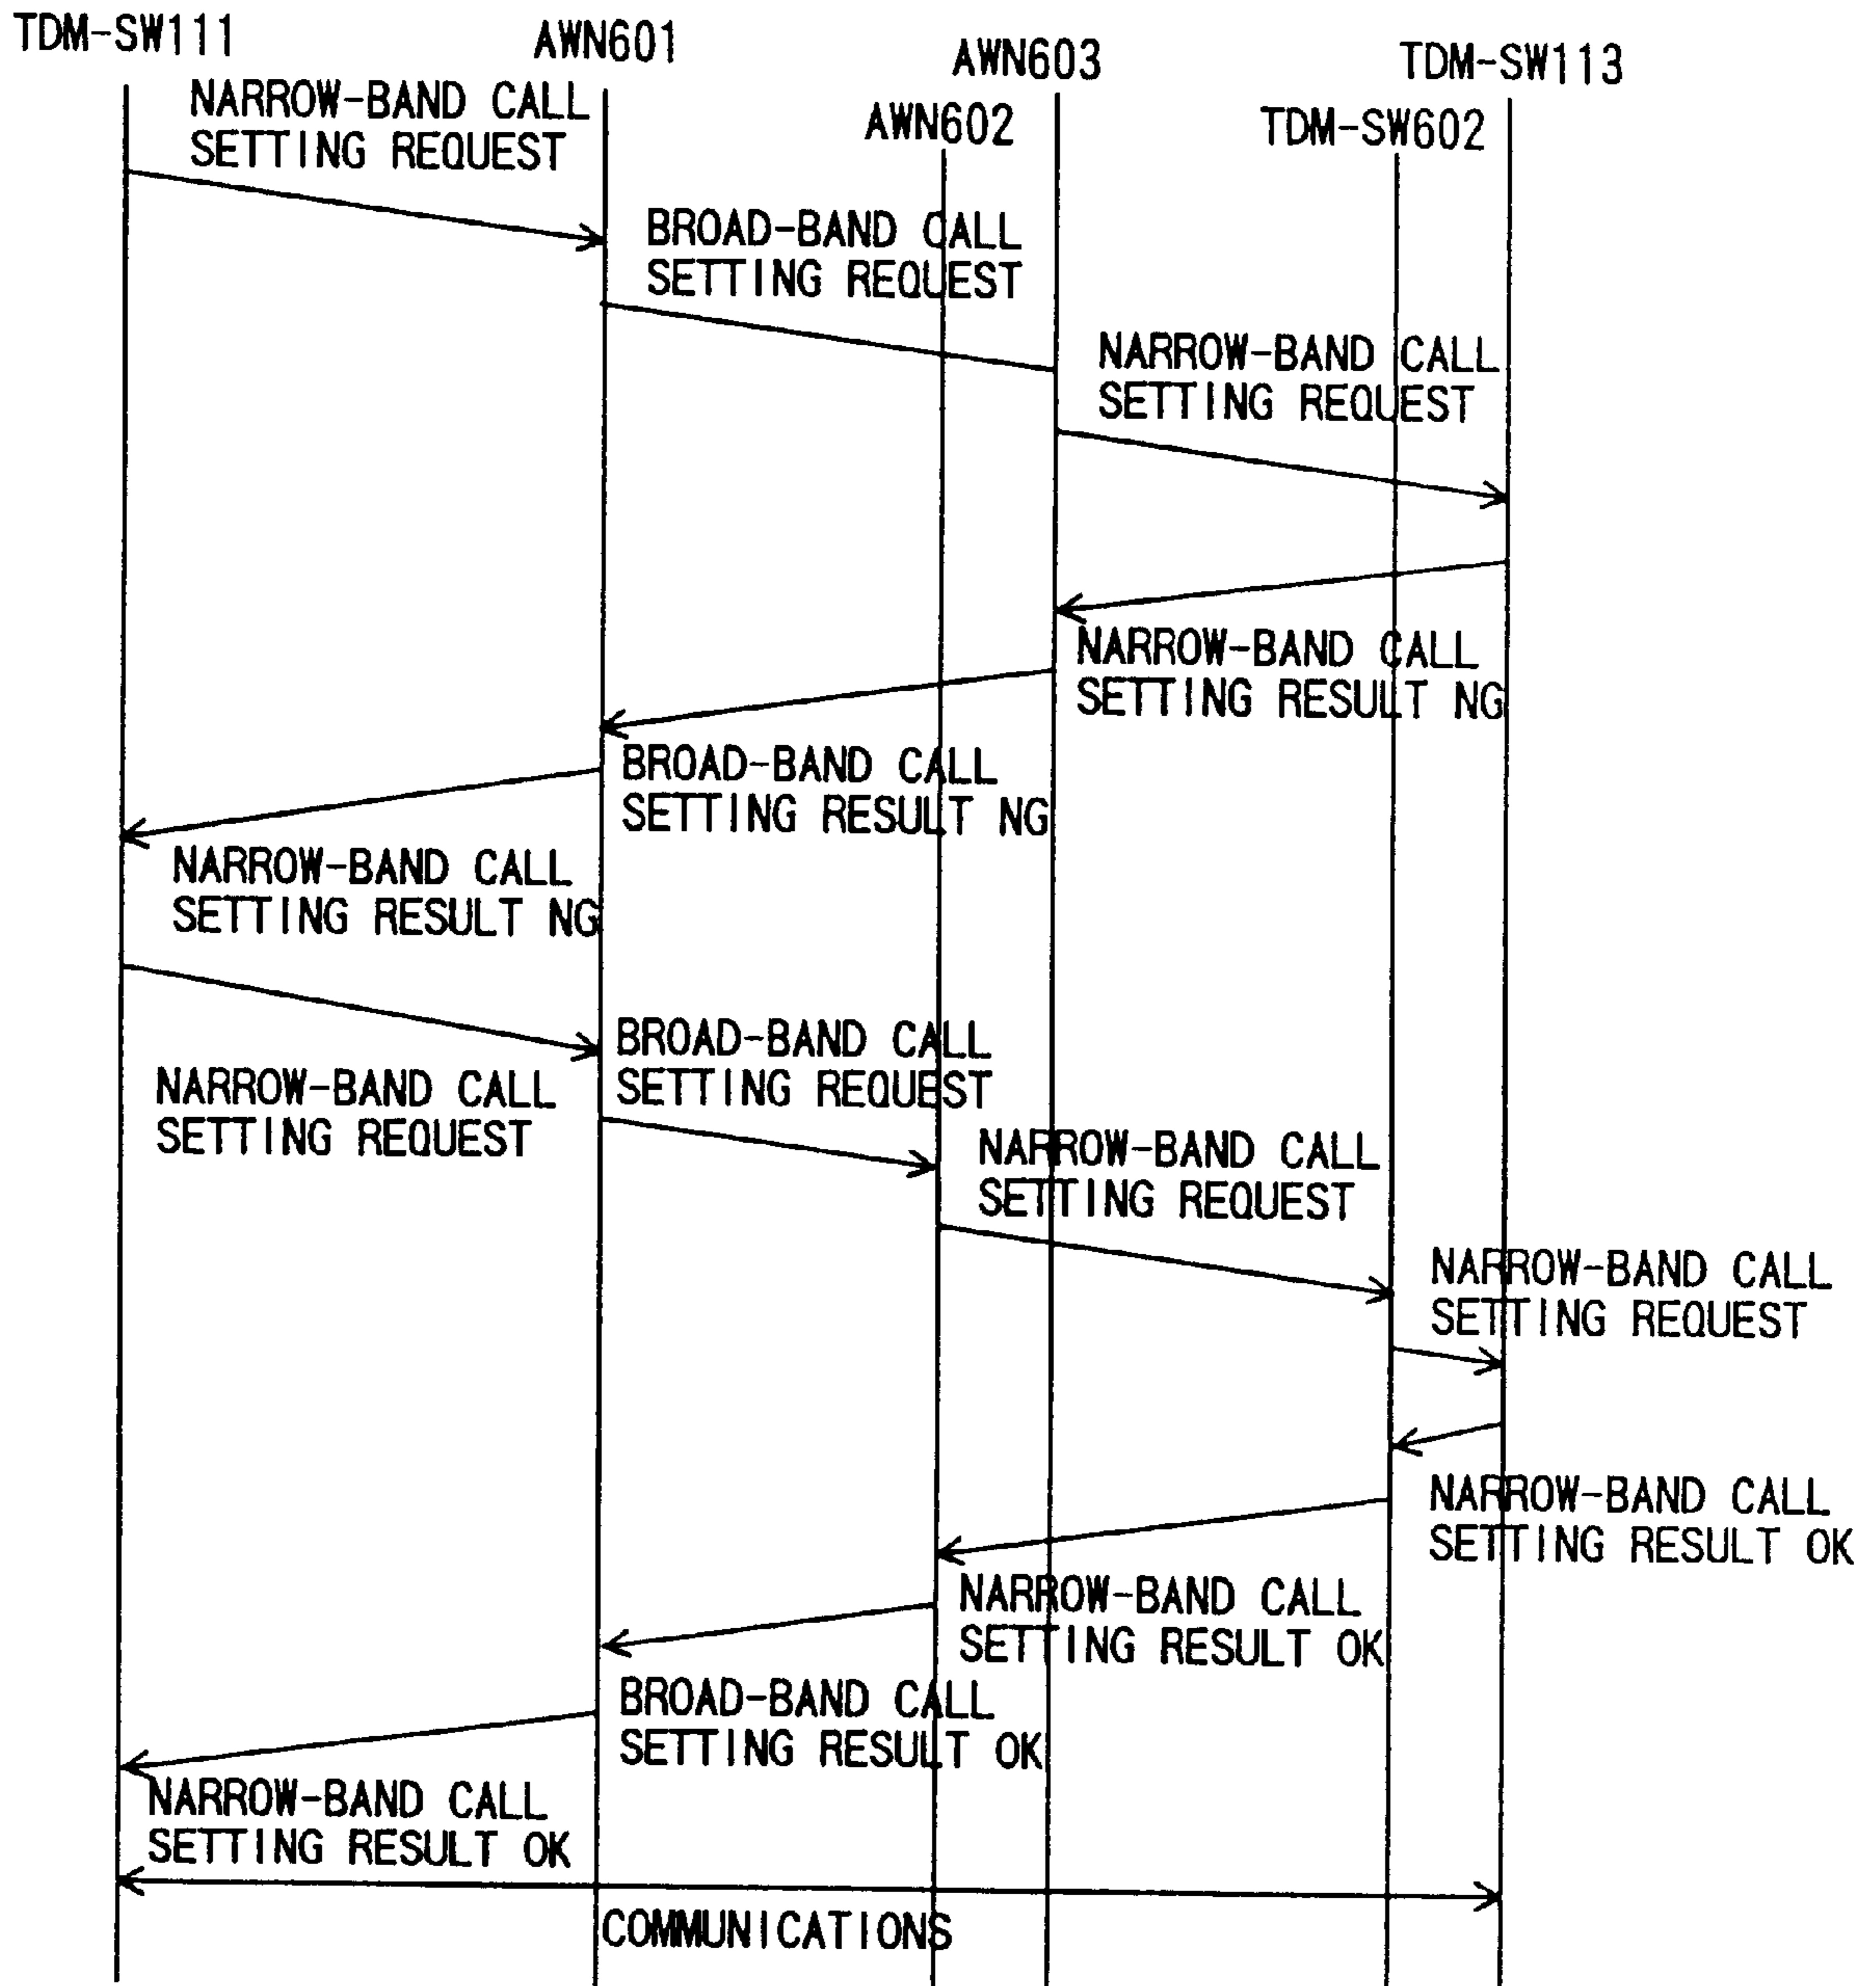 TDM-SW111
AWN601
AWN603
TDM-SW113
AWN602
TDM-SW602
NARROW-BAND CALL
SETTING REQUEST
BROAD-BAND CALL
SETTING REQUEST
NARROW-BAND CALL
SETTING REQUEST
NARROW-BAND CALL
SETTING RESULT NG
BROAD-BAND CALL
SETTING RESULT NG
NARROW-BAND CALL
SETTING RESULT NG
BROAD-BAND CALL
SETTING REQUEST
NARROW-BAND CALL
SETTING REQUEST
NARROW-BAND CALL
SETTING REQUEST
NARROW-BAND CALL
SETTING REQUEST
NARROW-BAND CALL
SETTING RESULT OK
NARROW-BAND CALL
SETTING RESULT OK
BROAD-BAND CALL
SETTING RESULT OK
NARROW-BAND CALL
SETTING RESULT OK
COMMUNICATIONS